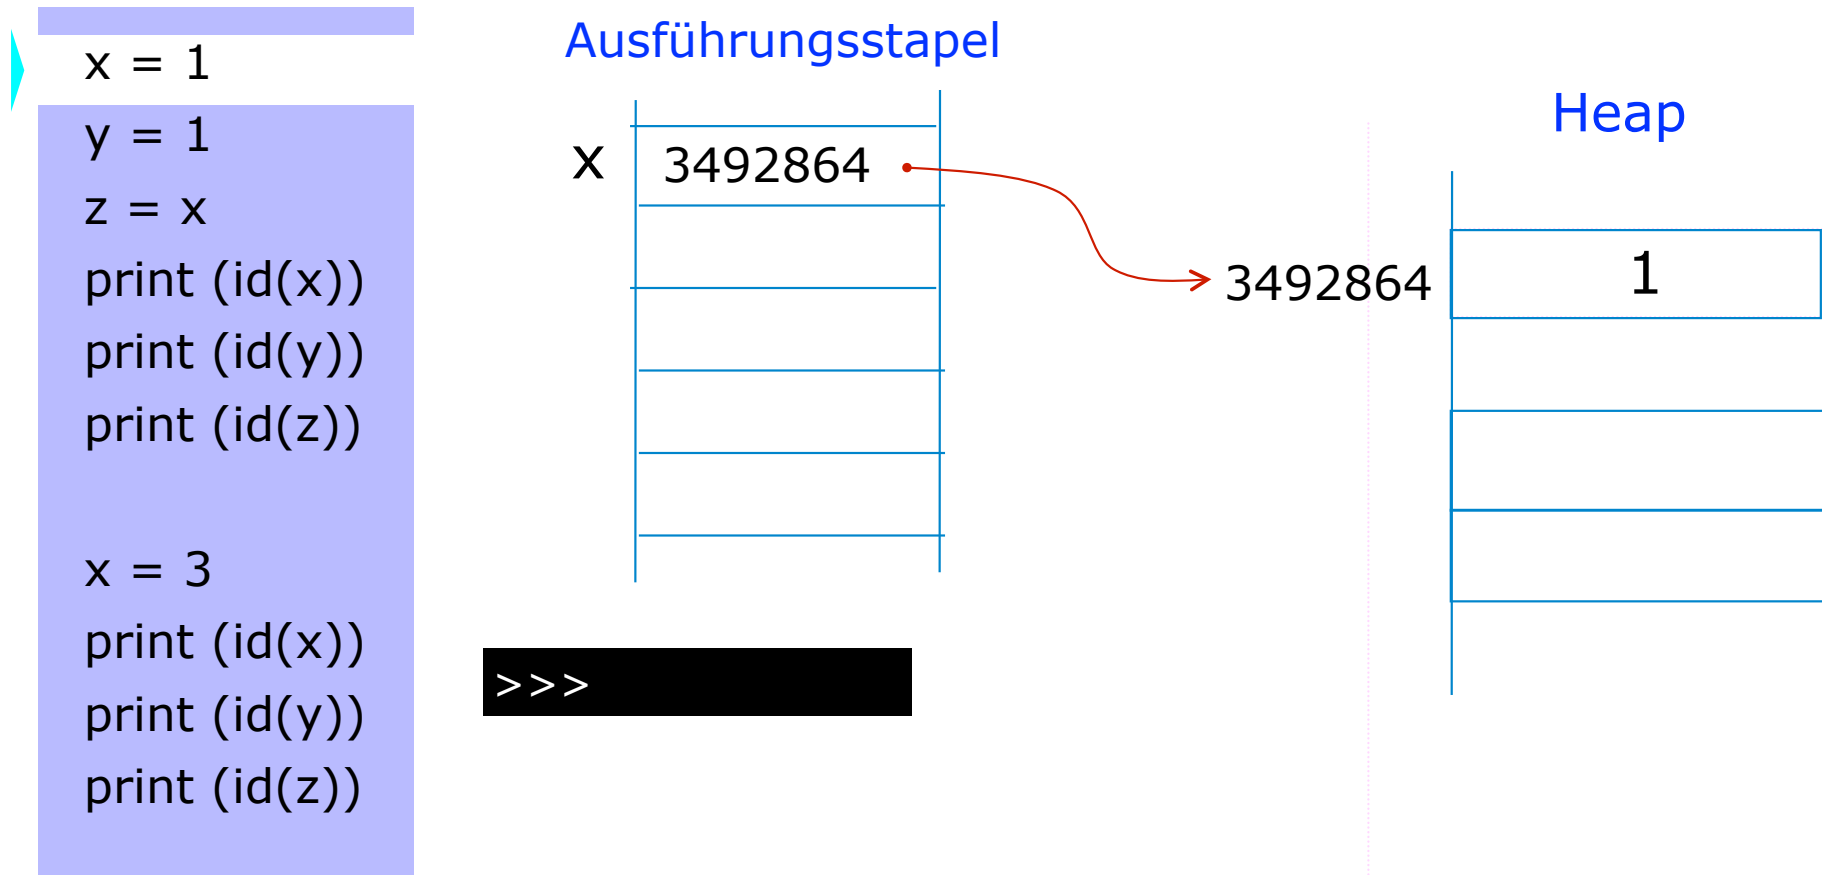 x = 1
y = 1
z = x
print (id(x))
print (id(y))
print (id(z))
x = 3
print (id(x))
print (id(y))
print (id(z))
Ausführungsstapel
x 3492864
>>>
Heap
3492864 1